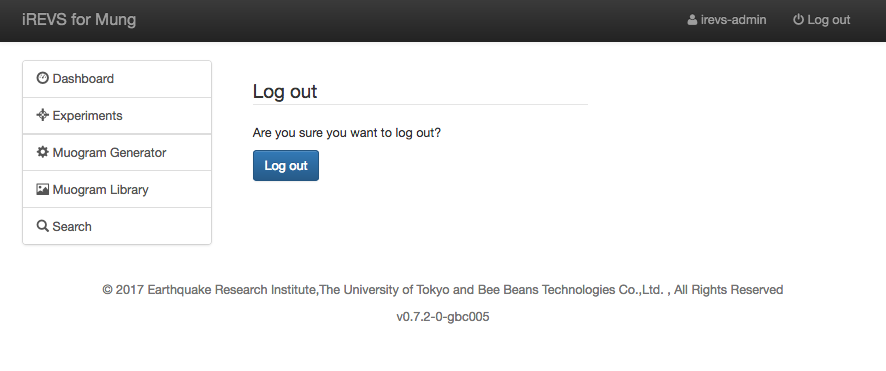 iREVS for Mung
irevs-admin
Log out
Dashboard
Experiments
Muogram Generator
Muogram Library
Search
Log out
Are you sure you want to log out?
Log out
© 2017 Earthquake Research Institute,The University of Tokyo and Bee Beans Technologies Co.,Ltd. , All Rights Reserved
v0.7.2-0-gbc005